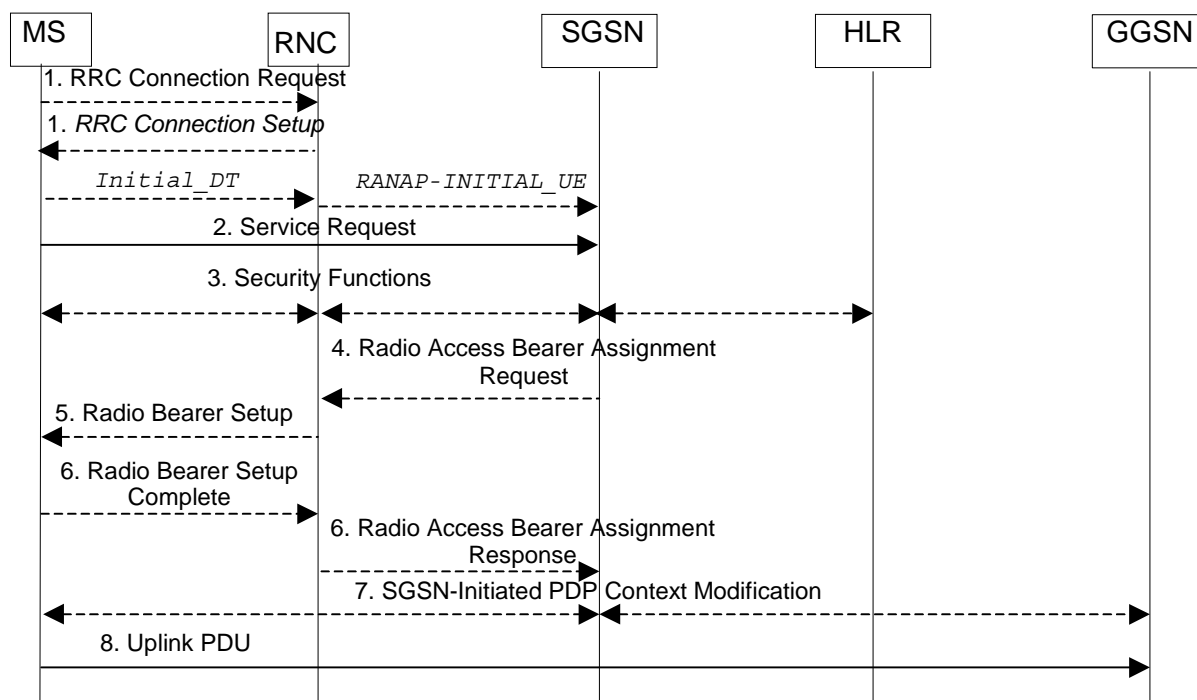 MS
RNC
SGSN
HLR
GGSN
1. RRC Connection Request
1. RRC Connection Setup
Initial_DT
RANAP-INITIAL_UE
2. Service Request
3. Security Functions
4. Radio Access Bearer Assignment
Request
5. Radio Bearer Setup
6. Radio Bearer Setup
Complete
6. Radio Access Bearer Assignment
Response
7. SGSN-Initiated PDP Context Modification
8. Uplink PDU